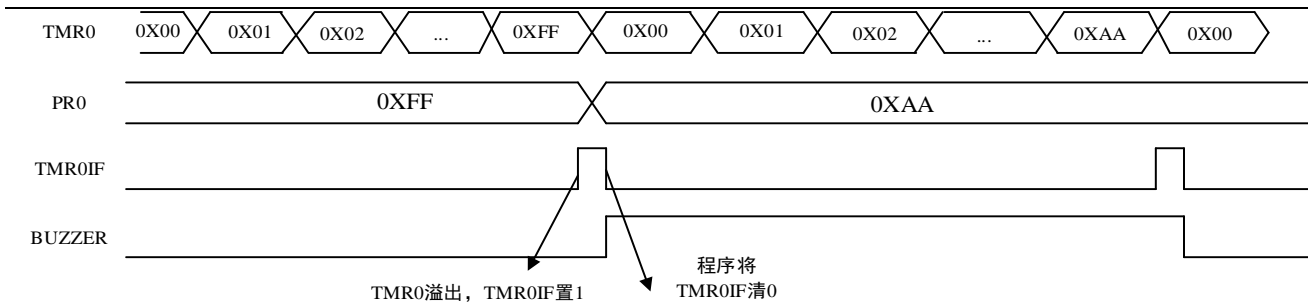 TMR0 0X00 0X01 0X02 ... 0XFF 0X00 0X01 0X02 ... 0XAA 0X00
PR0 0XFF 0XAA
TMR0IF
BUZZER
TMR0溢出，TMR0IF置1
程序将
TMR0IF清0